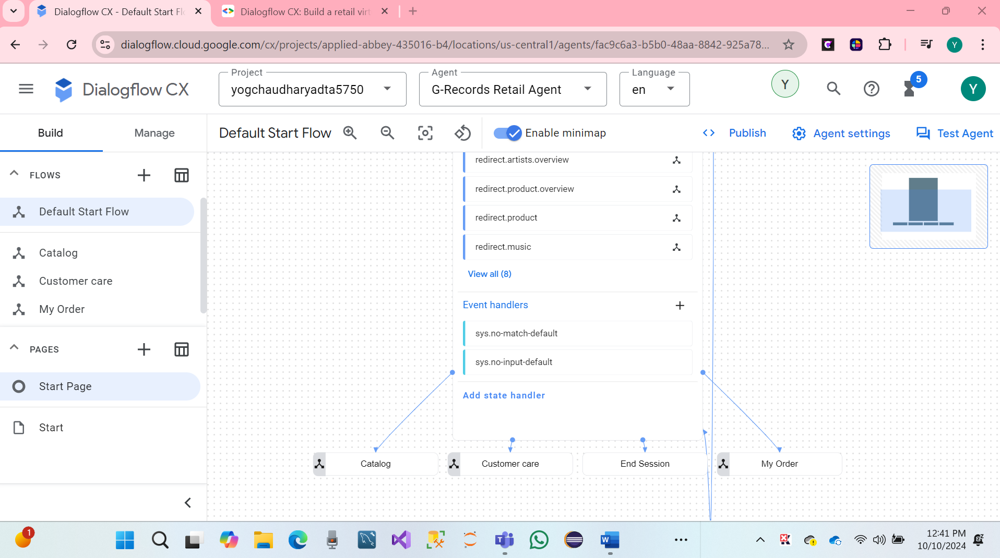 Dialogflow CX - Default Start Fl
Dialogflow CX: Build a retail virt
dialogflow.cloud.google.com/cx/projects/applied-abbey-435016-b4/locations/us-central1/agents/fac9c6a3-b5b0-48aa-8842-925a78...
Y
Dialogflow CX
Project
yogchaudharyadta5750
Agent
G-Records Retail Agent
Language
en
Y
5
Y
Build
Manage
Default Start Flow
Enable minimap
Publish
Agent settings
Test Agent
FLOWS
Default Start Flow
Catalog
Customer care
My Order
PAGES
Start Page
Start
redirect.artists.overview
redirect.product.overview
redirect.product
redirect.music
View all (8)
Event handlers
sys.no-match-default
sys.no-input-default
Add state handler
Catalog
Customer care
End Session
My Order
1
12:41 PM
10/10/2024